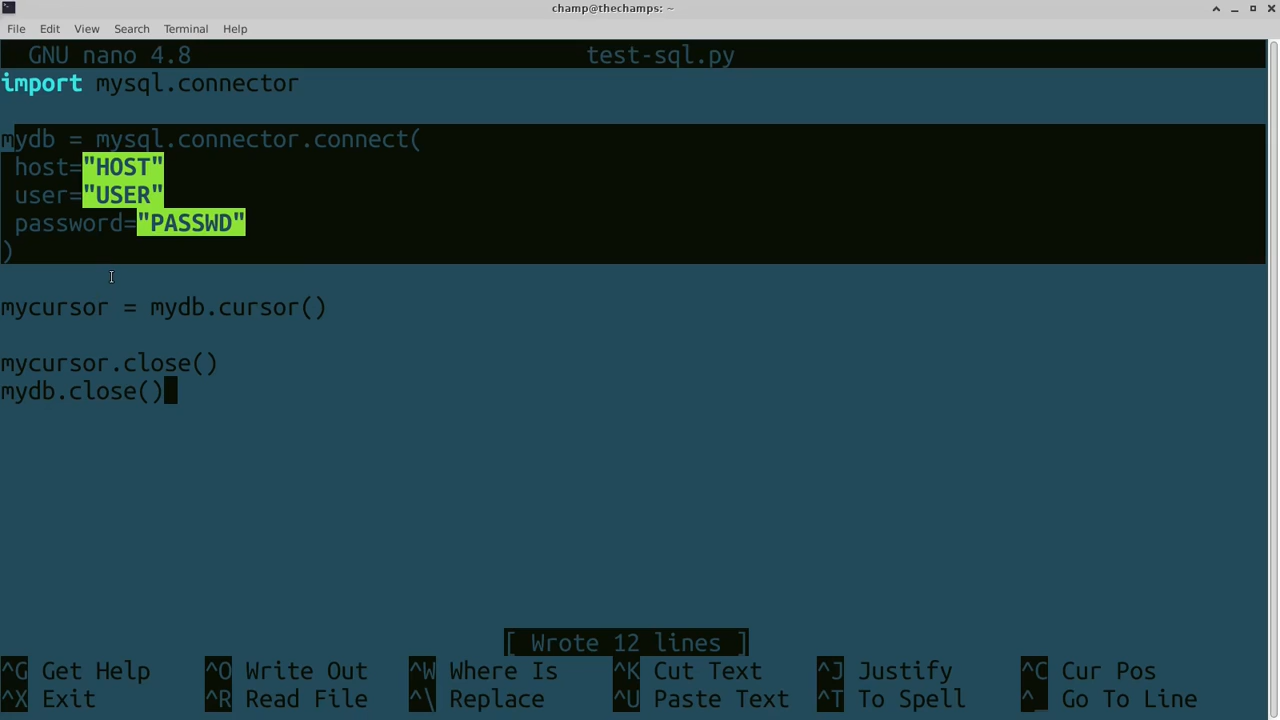 champ@thechamps: ~
File Edit View Search Terminal Help
GNU nano 4.8 test-sql.py
import mysql.connector
mydb = mysql.connector.connect(
host="HOST"
user="USER"
password="PASSWD"
)
mycursor = mydb.cursor()
mycursor.close()
mydb.close()
[ Wrote 12 lines ]
^G Get Help ^O Write Out ^W Where Is ^K Cut Text ^J Justify ^C Cur Pos
^X Exit ^R Read File ^\ Replace ^U Paste Text ^T To Spell ^_ Go To Line